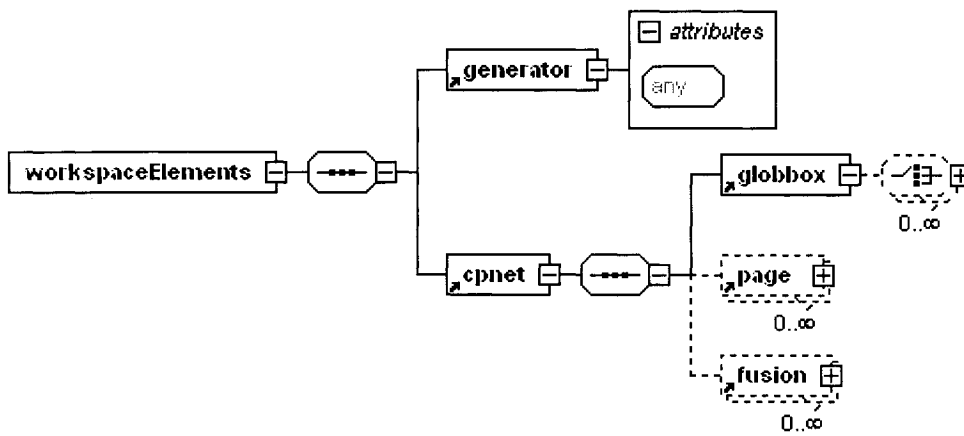 attributes
generator
any
workspaceElements
globbox
0..∞
cpnet
page
0..∞
fusion
0..∞